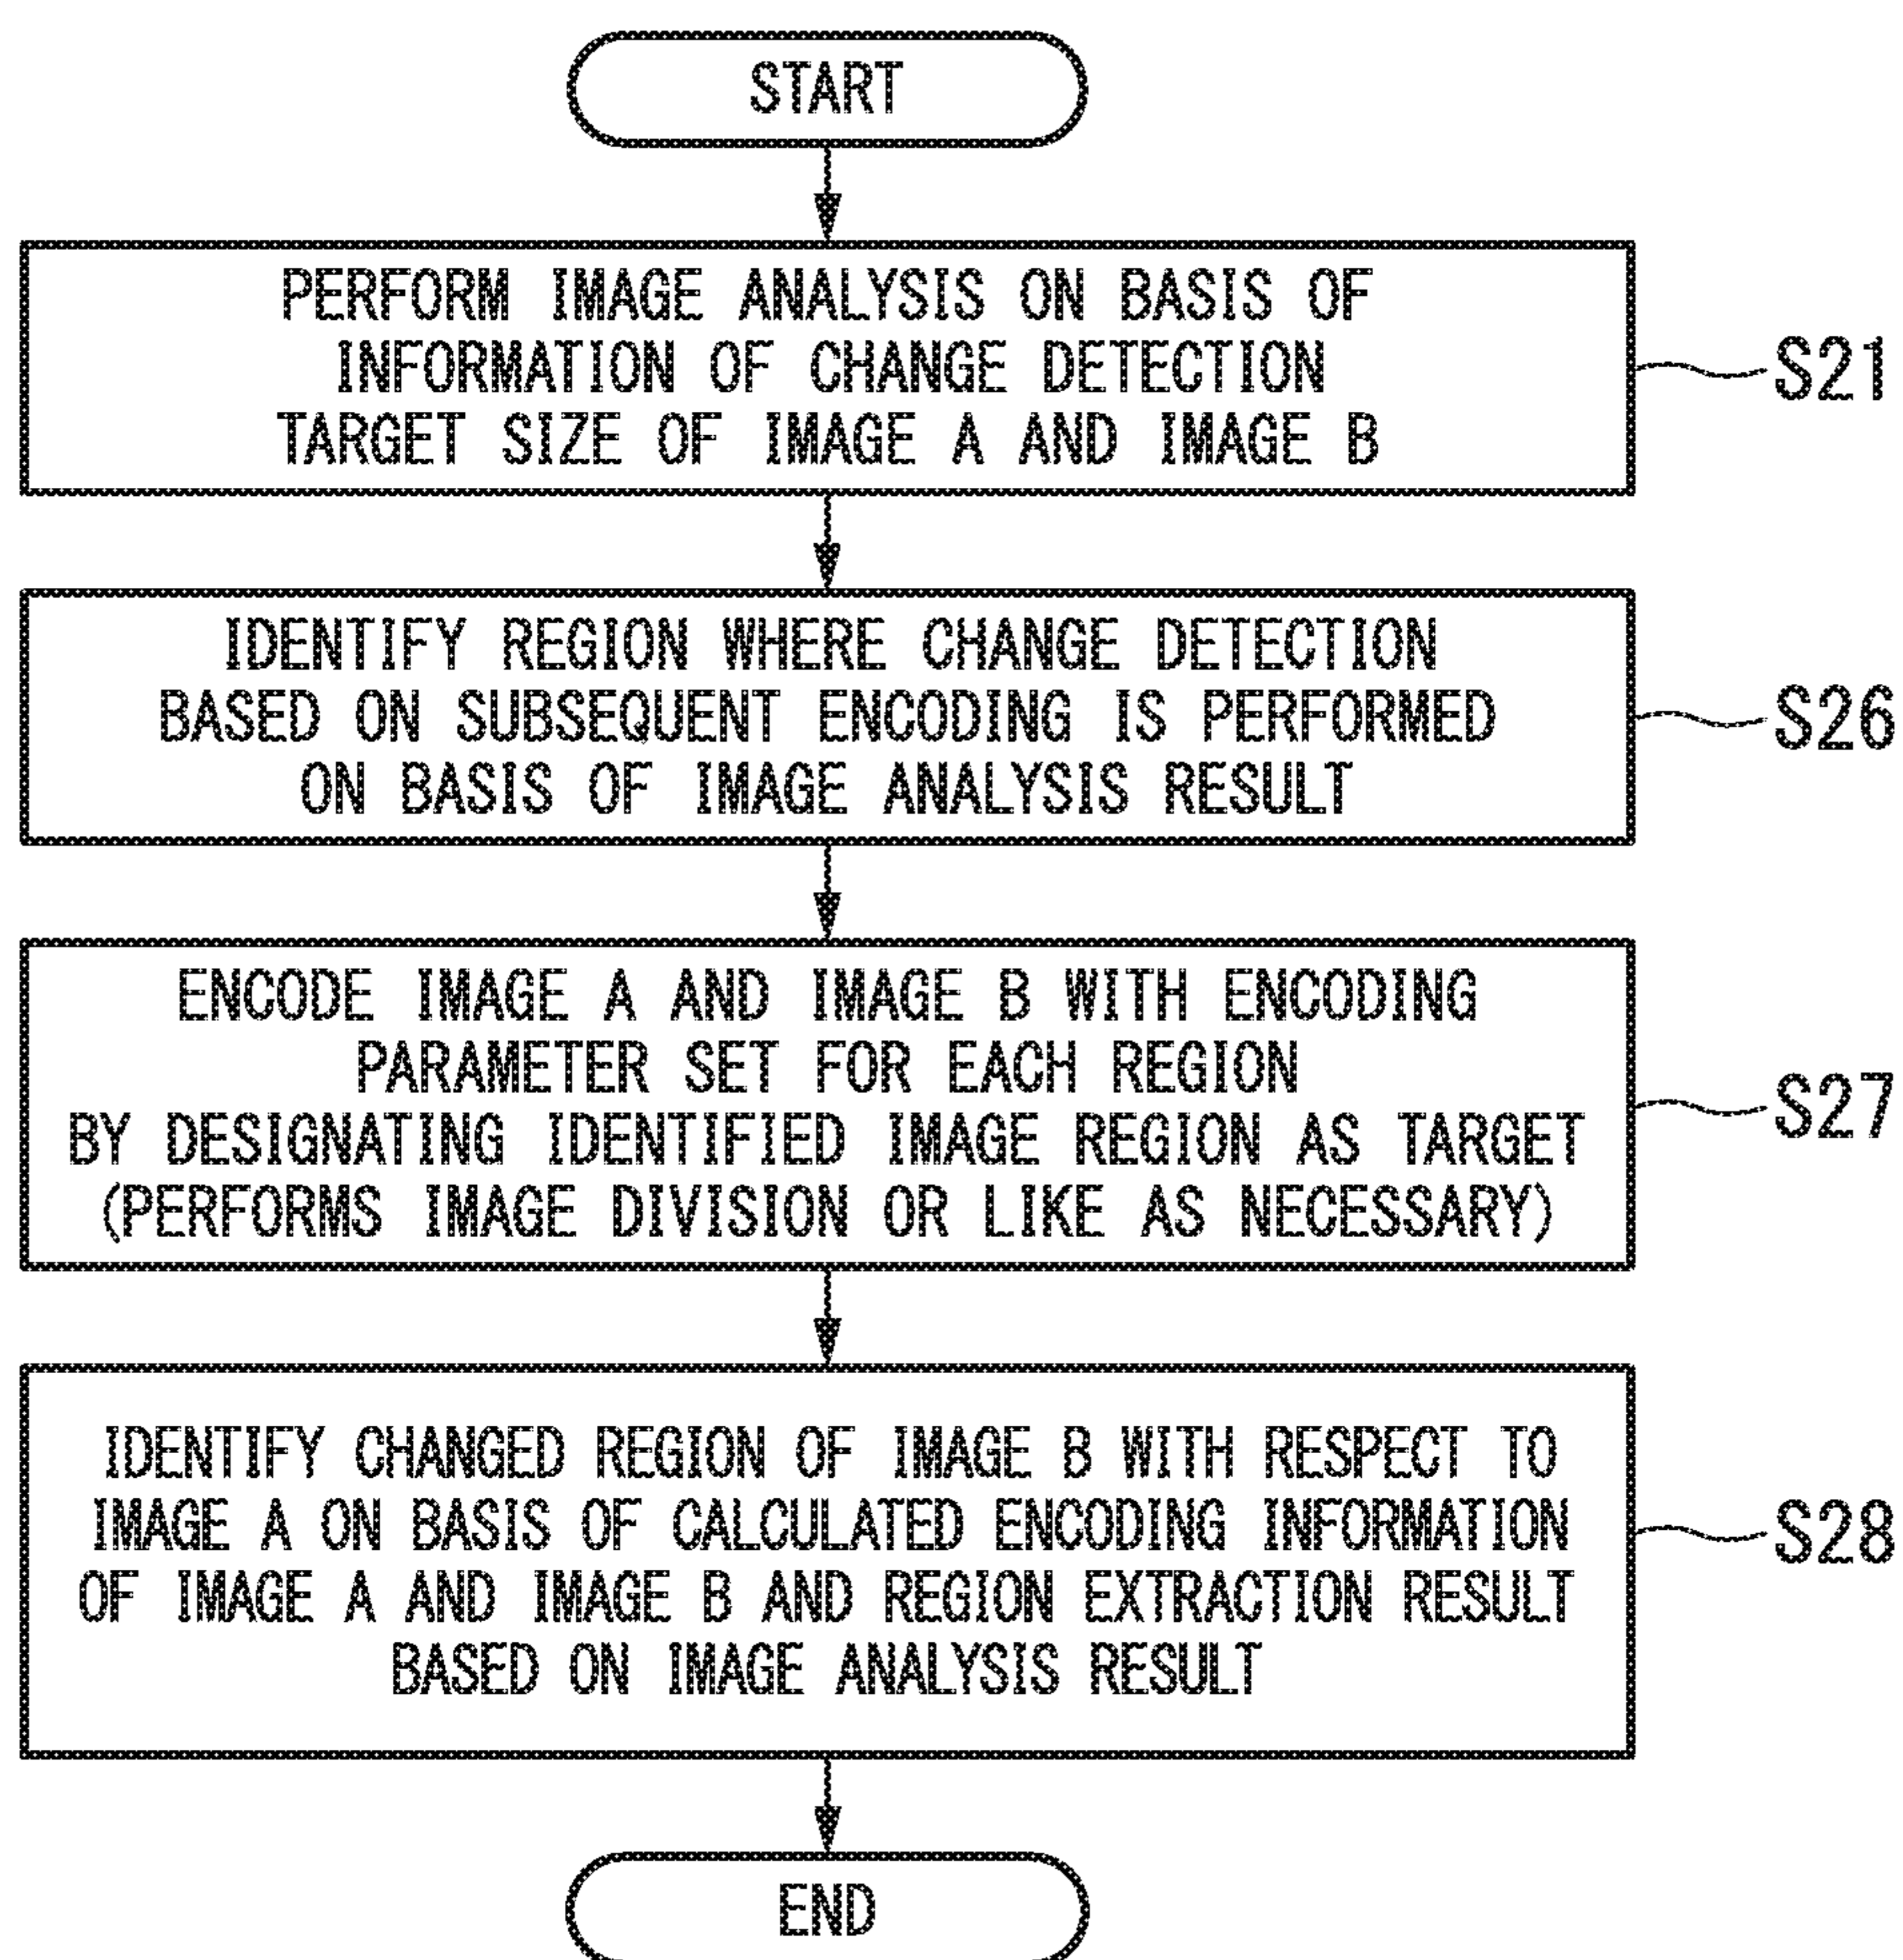 START
PERFORM IMAGE ANALYSIS ON BASIS OF
INFORMATION OF CHANGE DETECTION
TARGET SIZE OF IMAGE A AND IMAGE B
S21
IDENTIFY REGION WHERE CHANGE DETECTION
BASED ON SUBSEQUENT ENCODING IS PERFORMED
ON BASIS OF IMAGE ANALYSIS RESULT
S26
ENCODE IMAGE A AND IMAGE B WITH ENCODING
PARAMETER SET FOR EACH REGION
BY DESIGNATING IDENTIFIED IMAGE REGION AS TARGET
(PERFORMS IMAGE DIVISION OR LIKE AS NECESSARY)
S27
IDENTIFY CHANGED REGION OF IMAGE B WITH RESPECT TO
IMAGE A ON BASIS OF CALCULATED ENCODING INFORMATION
OF IMAGE A AND IMAGE B AND REGION EXTRACTION RESULT
BASED ON IMAGE ANALYSIS RESULT
S28
END